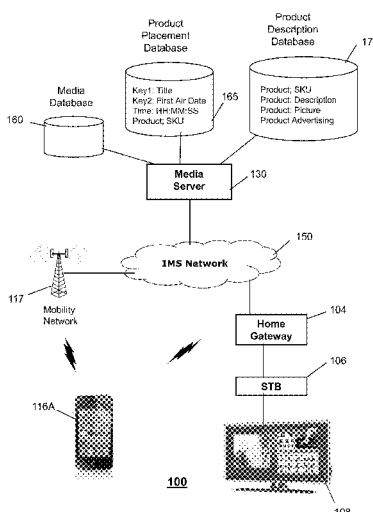 Product
Placement
Database
Product
Description
Database
17
Media
Database
160
Key1: Title
Key2: First Air Date
Time: HH:MM:SS
Product; SKU
165
Product; SKU
Product: Description
Product: Picture
Product Advertising
Media
Server
130
150
IMS Network
117
Mobility
Network
104
Home
Gateway
106
STB
116A
100
108